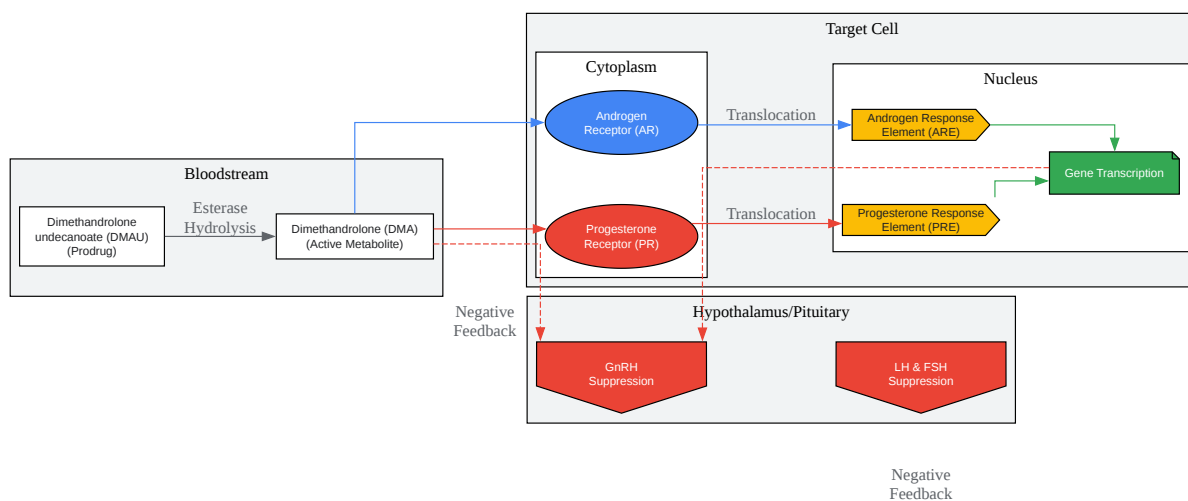 Target Cell
Cytoplasm
Nucleus
Androgen
Receptor (AR)
Translocation
Androgen Response
Element (ARE)
Gene Transcription
Bloodstream
Dimethandrolone
undecanoate (DMAU)
(Prodrug)
Esterase
Hydrolysis
Dimethandrolone (DMA)
(Active Metabolite)
Progesterone
Receptor (PR)
Translocation
Progesterone Response
Element (PRE)
Negative
Feedback
Hypothalamus/Pituitary
GnRH
Suppression
LH & FSH
Suppression
Negative
Feedback